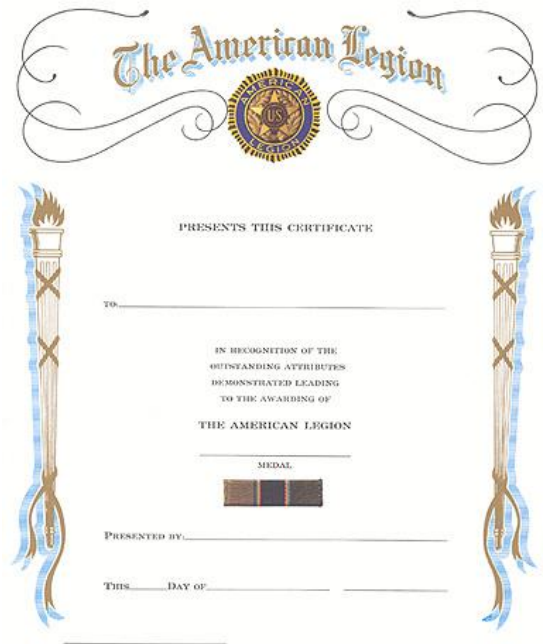 The American Legion
AMERICAN
US
LEGION
PRESENTS THIS CERTIFICATE
TO:
IN RECOGNITION OF THE
OUTSTANDING ATTRIBUTES
DEMONSTRATED LEADING
TO THE AWARDING OF
THE AMERICAN LEGION
MEDAL
PRESENTED BY:
THIS DAY OF